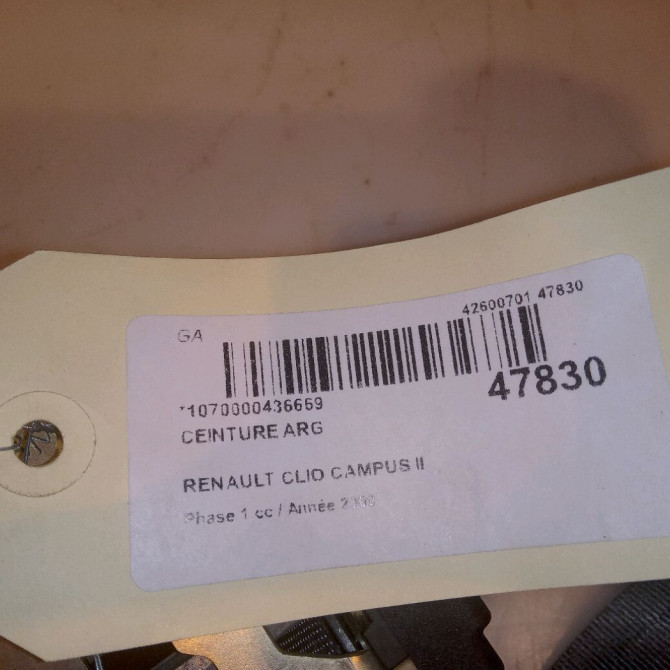 42600701 47830
GA
47830
*1070000436669
CEINTURE ARG
RENAULT CLIO CAMPUS II
Phase 1 cc / Année